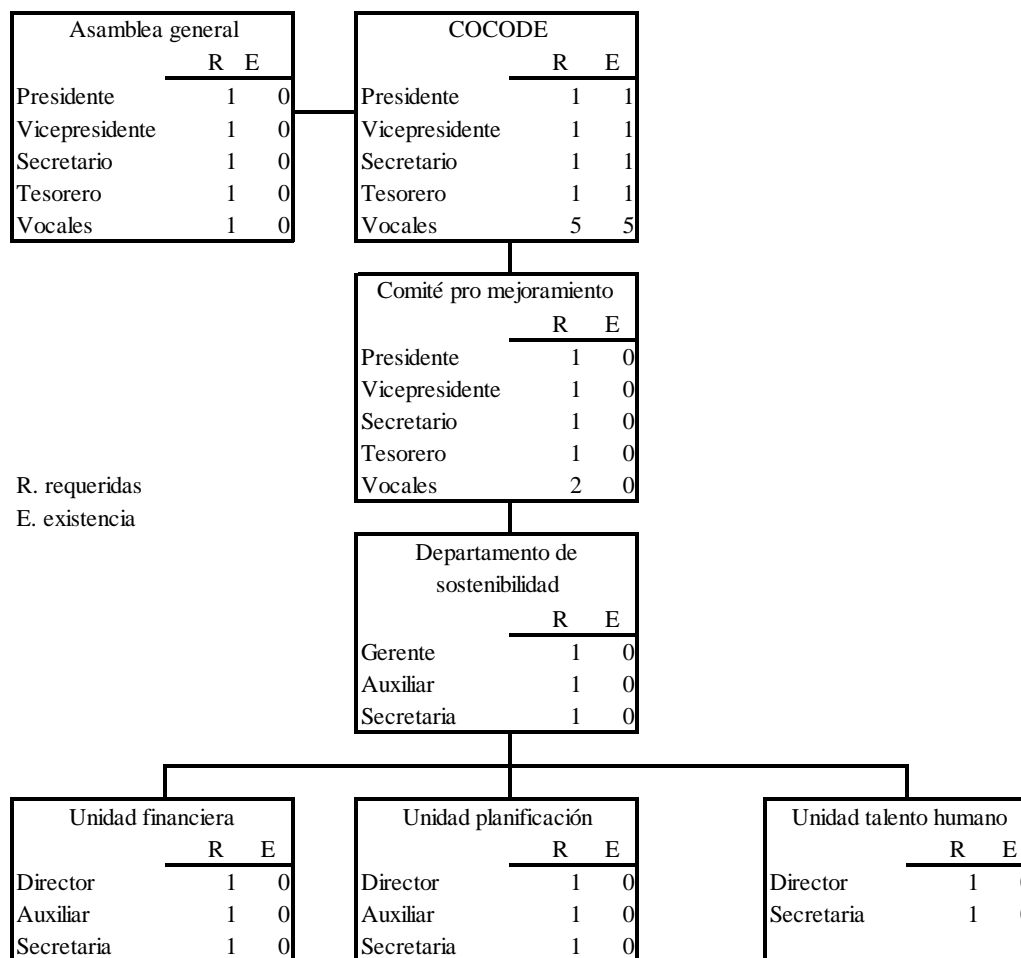 Asamblea general
R E
Presidente 1 0
Vicepresidente 1 0
Secretario 1 0
Tesorero 1 0
Vocales 1 0
COCODE
R E
Presidente 1 1
Vicepresidente 1 1
Secretario 1 1
Tesorero 1 1
Vocales 5 5
Comité pro mejoramiento
R E
Presidente 1 0
Vicepresidente 1 0
Secretario 1 0
Tesorero 1 0
Vocales 2 0
R. requeridas
E. existencia
Departamento de
sostenibilidad
R E
Gerente 1 0
Auxiliar 1 0
Secretaria 1 0
Unidad financiera
R E
Director 1 0
Auxiliar 1 0
Secretaria 1 0
Unidad planificación
R E
Director 1 0
Auxiliar 1 0
Secretaria 1 0
Unidad talento humano
R E
Director 1
Secretaria 1